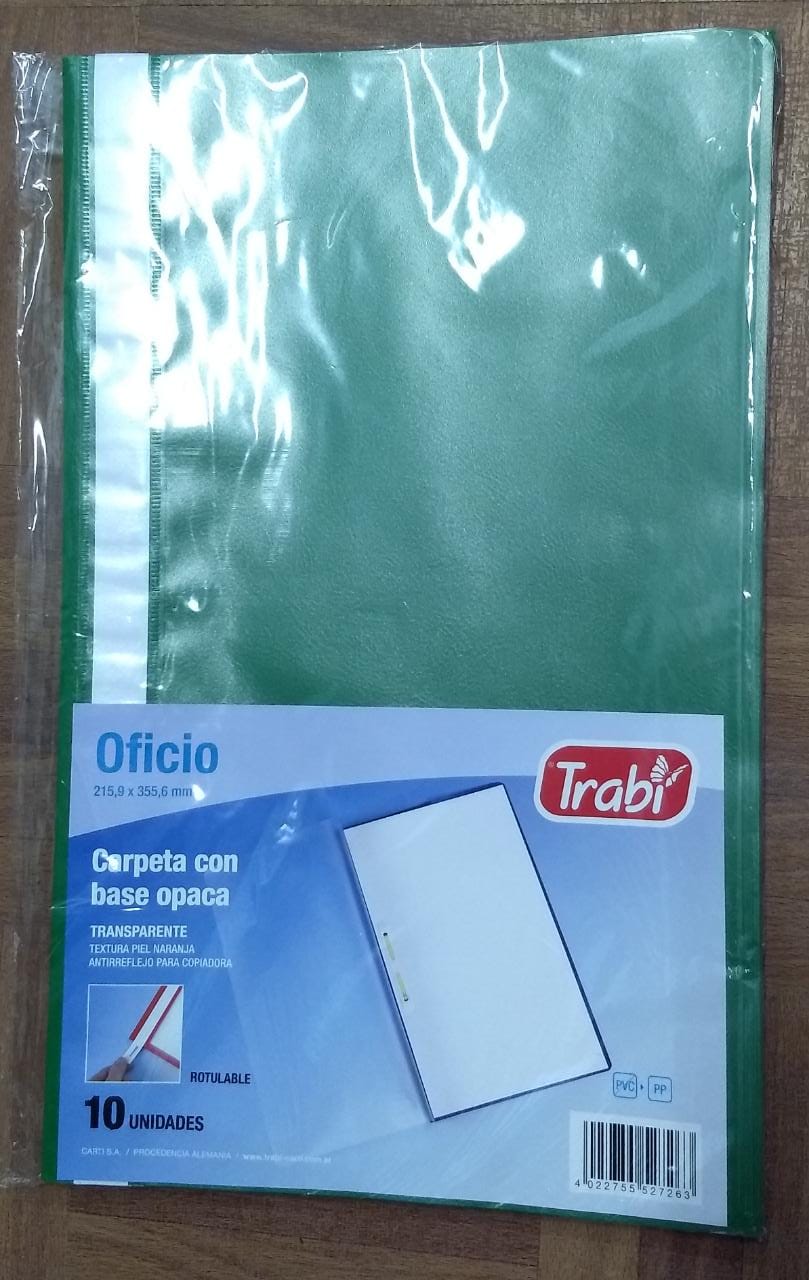 Oficio
215,9 x 355,6 mm
Trabi
Carpeta con
base opaca
TRANSPARENTE
TEXTURA PIEL NARANJA
ANTIRREFLEJO PARA COPIADORA
ROTULABLE
10 UNIDADES
PVC PP
CARTI S.A. / PROCEDENCIA ALEMANIA / www.trabi-carti.com.ar
4 022755 527263